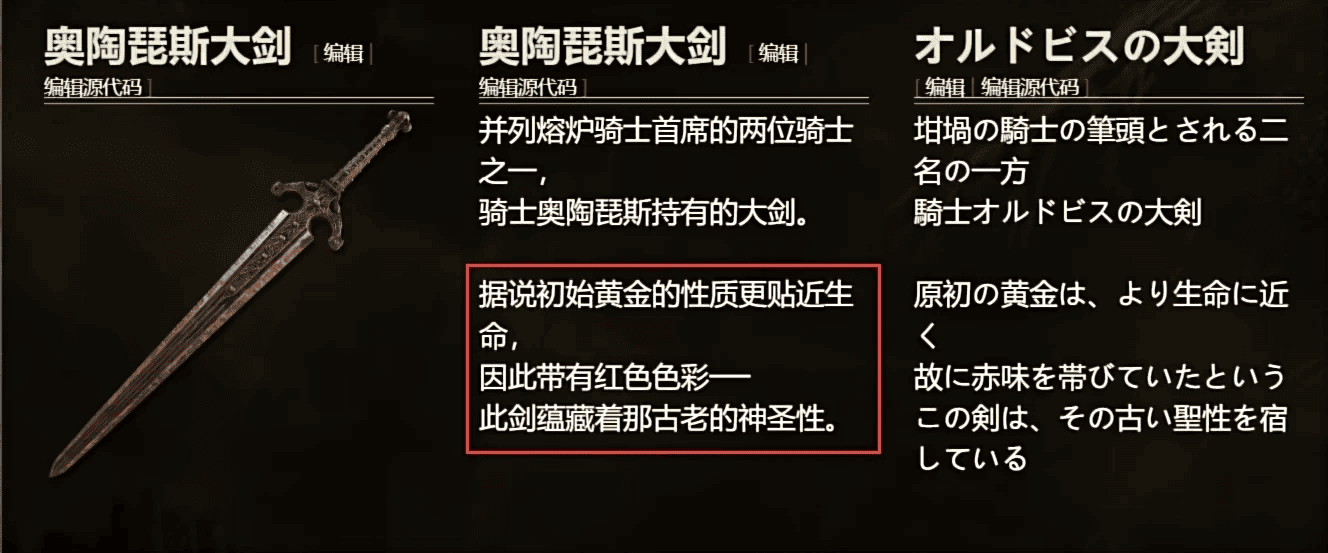 奥陶琵斯大剑 [ 编辑 |
编辑源代码 ]
奥陶琵斯大剑 [ 编辑 |
编辑源代码 ]
并列熔炉骑士首席的两位骑士
之一，
骑士奥陶琵斯持有的大剑。
据说初始黄金的性质更贴近生
命，
因此带有红色色彩──
此剑蕴藏着那古老的神圣性。
オルドビスの大剣
[ 编辑 | 编辑源代码 ]
坩堝の騎士の筆頭とされる二
名の一方
騎士オルドビスの大剣
原初の黄金は、より生命に近
く
故に赤味を帯びていたという
この剣は、その古い聖性を宿
している